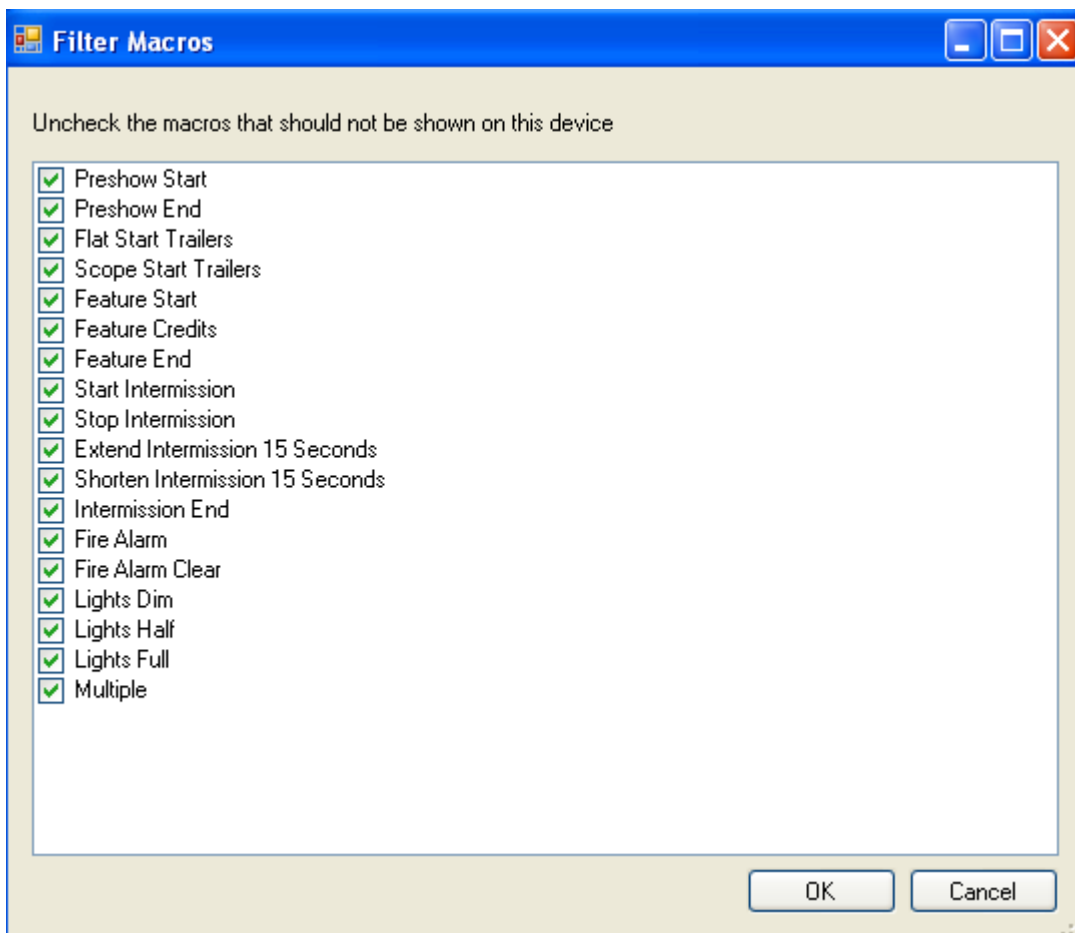 Filter Macros
Uncheck the macros that should not be shown on this device
Preshow Start
Preshow End
Flat Start Trailers
Scope Start Trailers
Feature Start
Feature Credits
Feature End
Start Intermission
Stop Intermission
Extend Intermission 15 Seconds
Shorten Intermission 15 Seconds
Intermission End
Fire Alarm
Fire Alarm Clear
Lights Dim
Lights Half
Lights Full
Multiple
OK Cancel